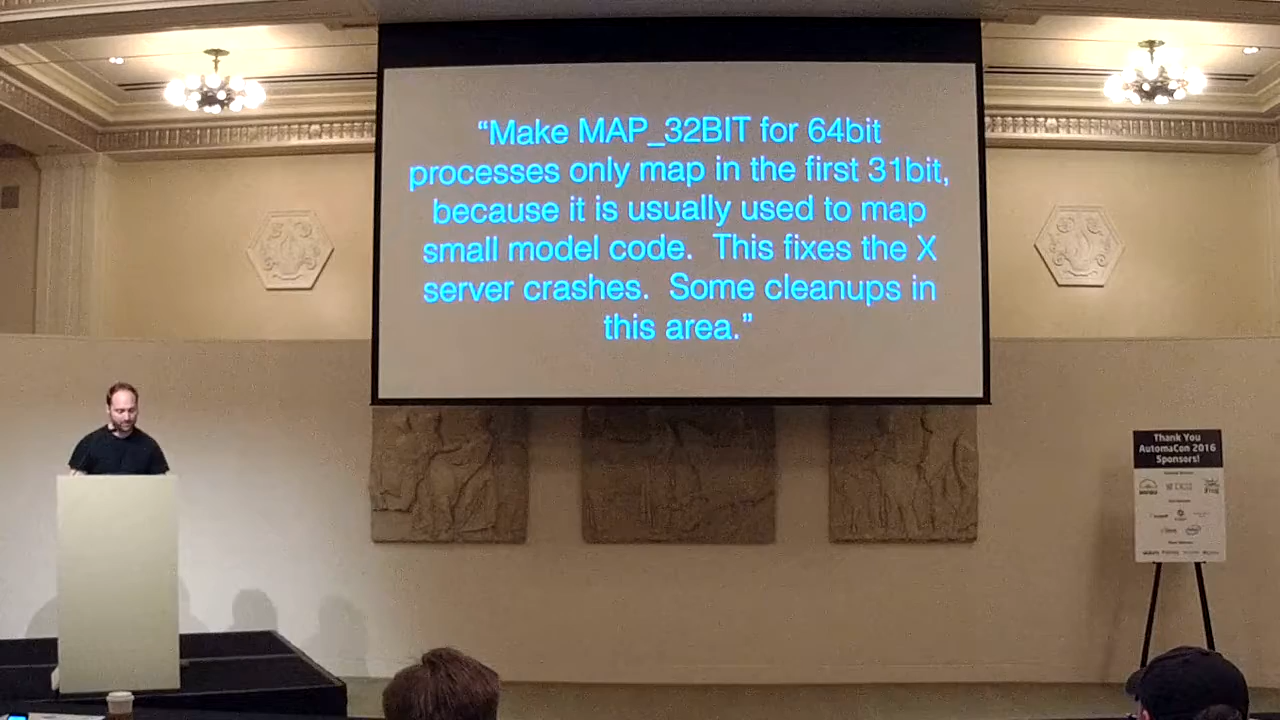 “Make MAP_32BIT for 64bit
processes only map in the first 31bit,
because it is usually used to map
small model code.  This fixes the X
server crashes.  Some cleanups in
this area.”
Thank You
AutomaCon 2016
Sponsors!